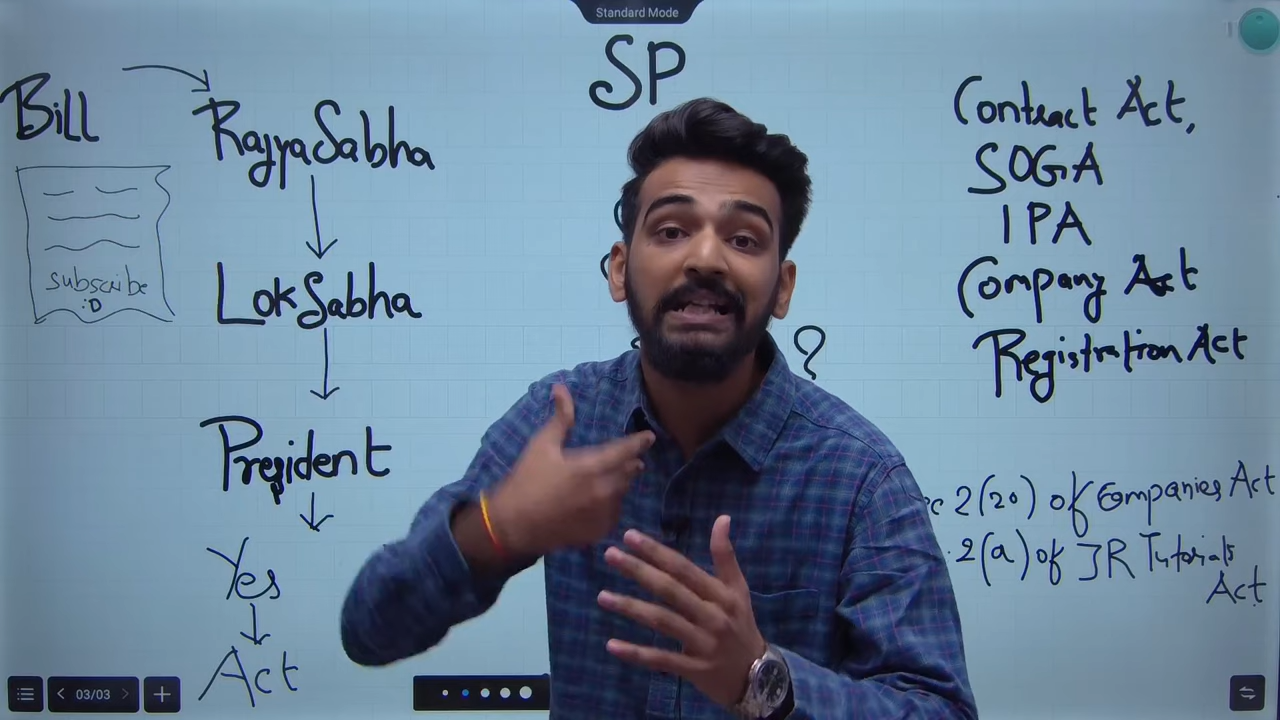 Standard Mode
SP
Bill
RajyaSabha
subscribe
:D
LokSabha
President
Yes
Act
Contract Act,
SOGA
IPA
Company Act
Registration Act
?
2(20) of Companies Act
2(a) of JR Tutorials
Act
03/03